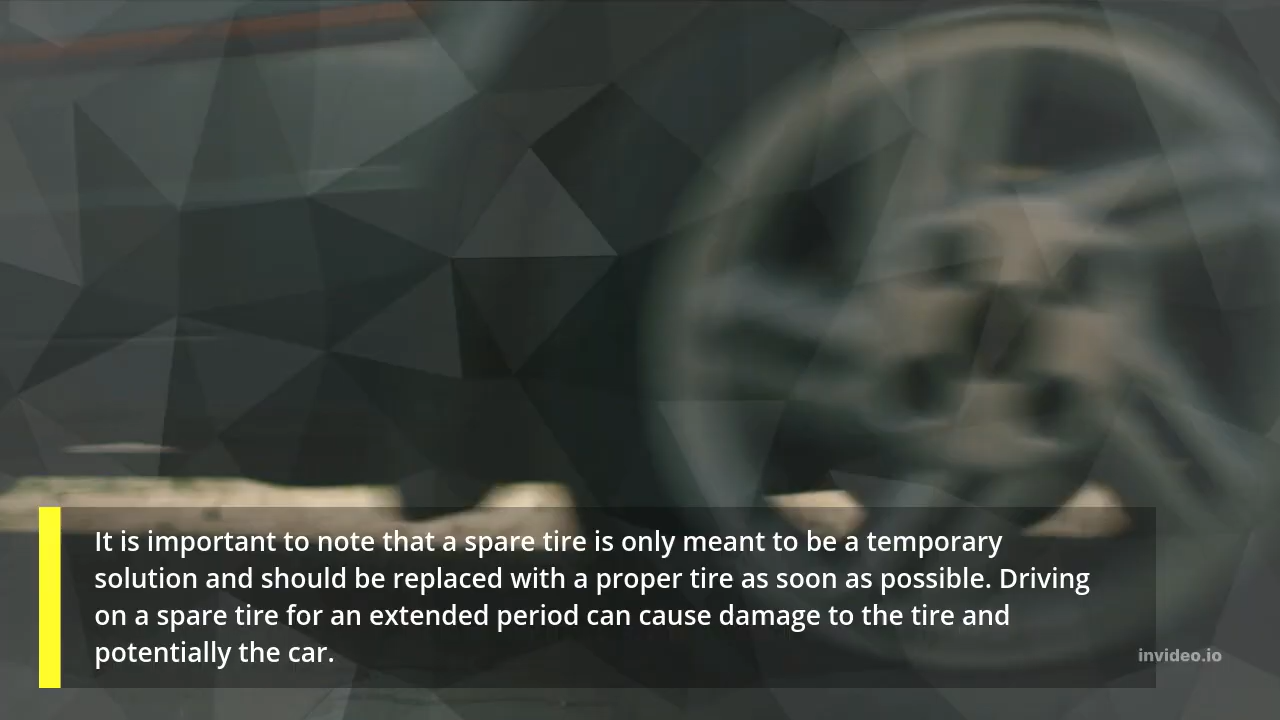 It is important to note that a spare tire is only meant to be a temporary
solution and should be replaced with a proper tire as soon as possible. Driving
on a spare tire for an extended period can cause damage to the tire and
potentially the car.
invideo.io